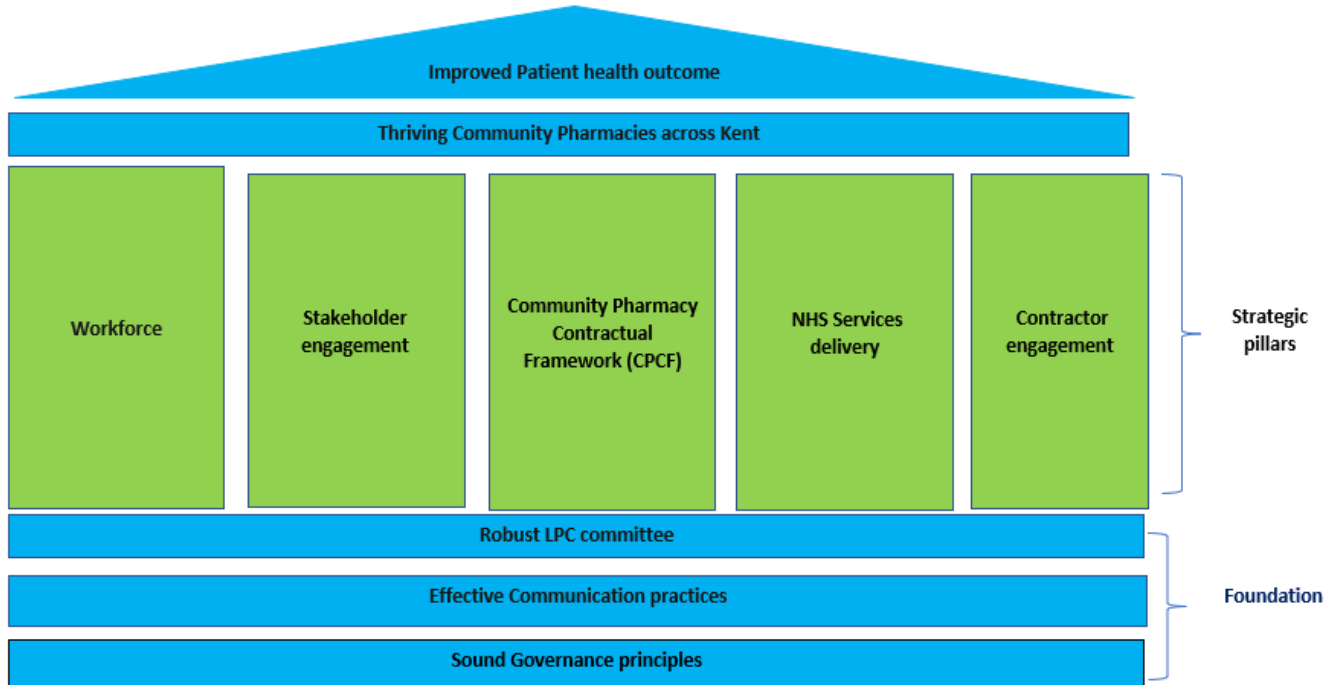 Improved Patient health outcome
Thriving Community Pharmacies across Kent
Workforce
Stakeholder
engagement
Community Pharmacy
Contractual
Framework (CPCF)
NHS Services
delivery
Contractor
engagement
Strategic
pillars
Robust LPC committee
Effective Communication practices
Foundation
Sound Governance principles